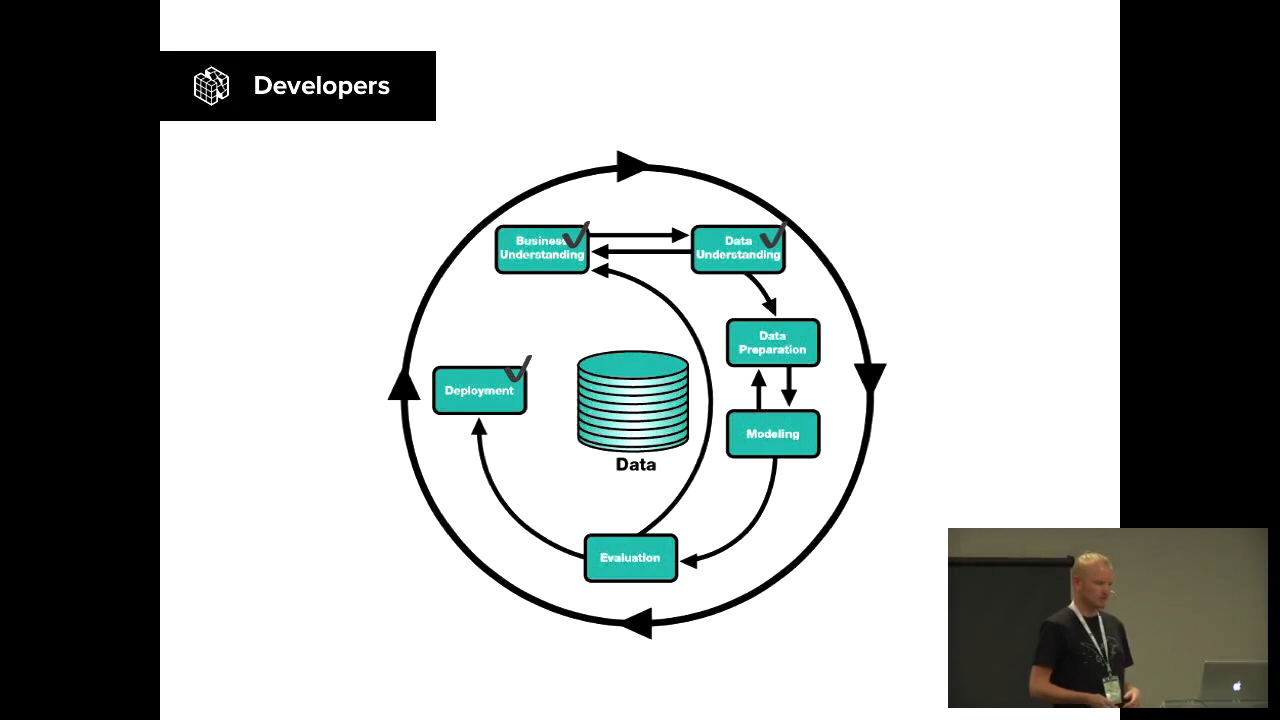 Developers
Business
Understanding
Data
Understanding
Data
Preparation
Deployment
Modeling
Data
Evaluation